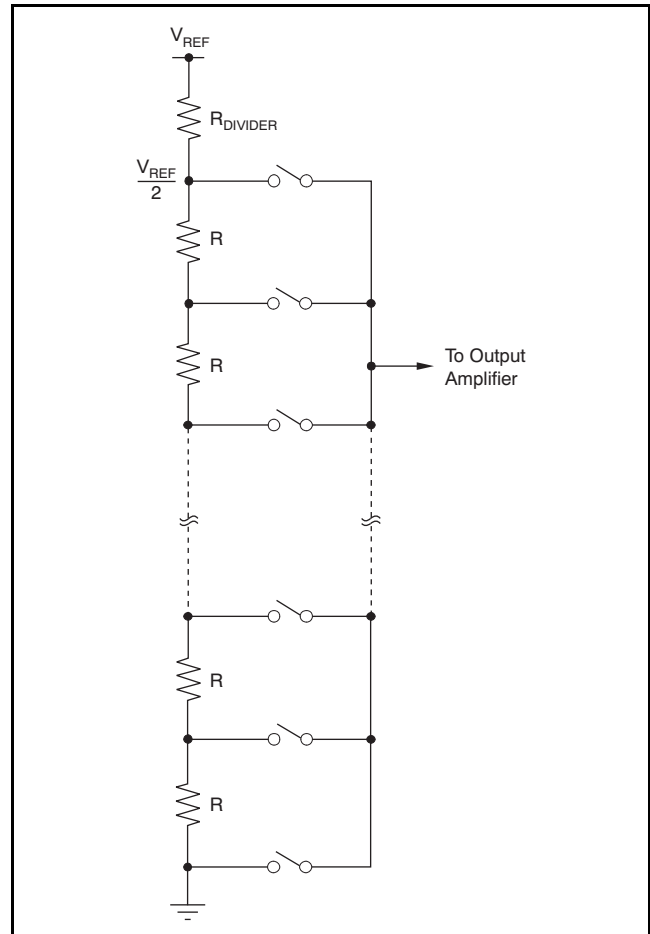 V_REF
R_DIVIDER
V_REF
2
R
R
To Output
Amplifier
R
R